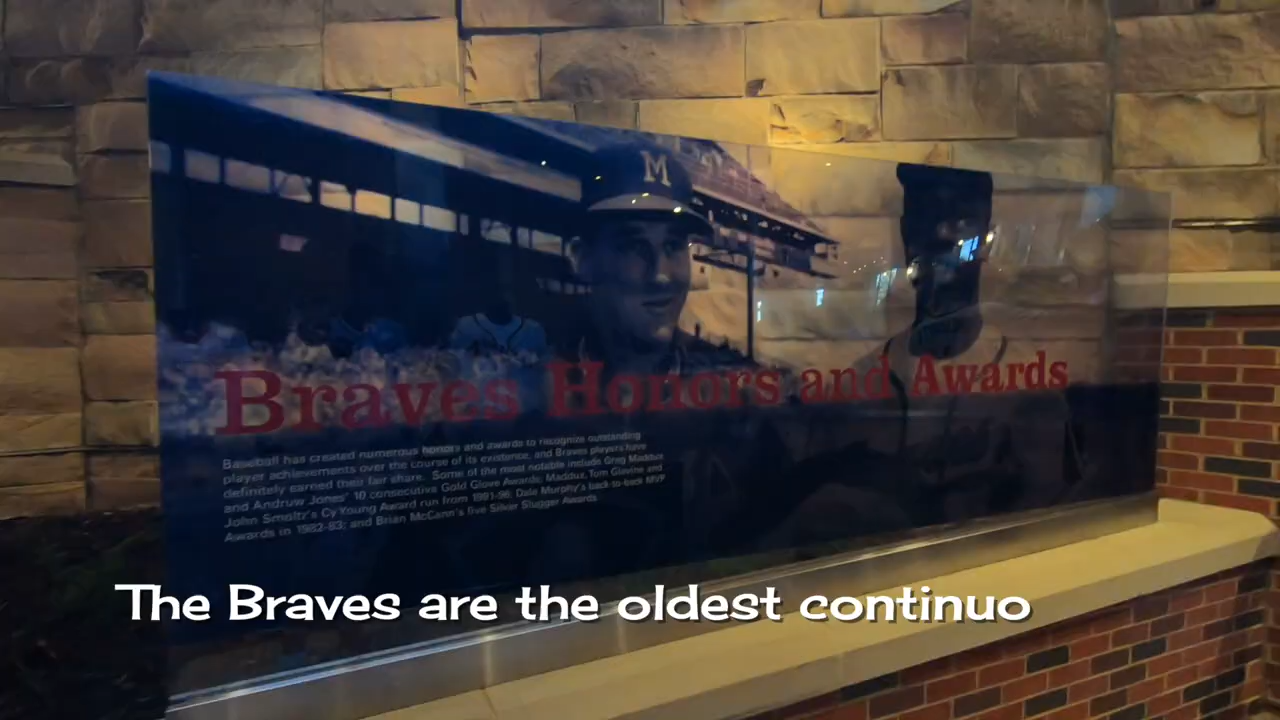 M
Braves Honors and Awards
Baseball has created numerous honors and awards to recognize outstanding
player achievements over the course of its existence, and Braves players have
definitely earned their fair share. Some of the most notable include Greg Maddux
and Andruw Jones' 10 consecutive Gold Glove Awards; Maddux, Tom Glavine and
John Smoltz's Cy Young Award run from 1991-98; Dale Murphy's back-to-back MVP
Awards in 1982-83; and Brian McCann's five Silver Slugger Awards.
The Braves are the oldest continuo